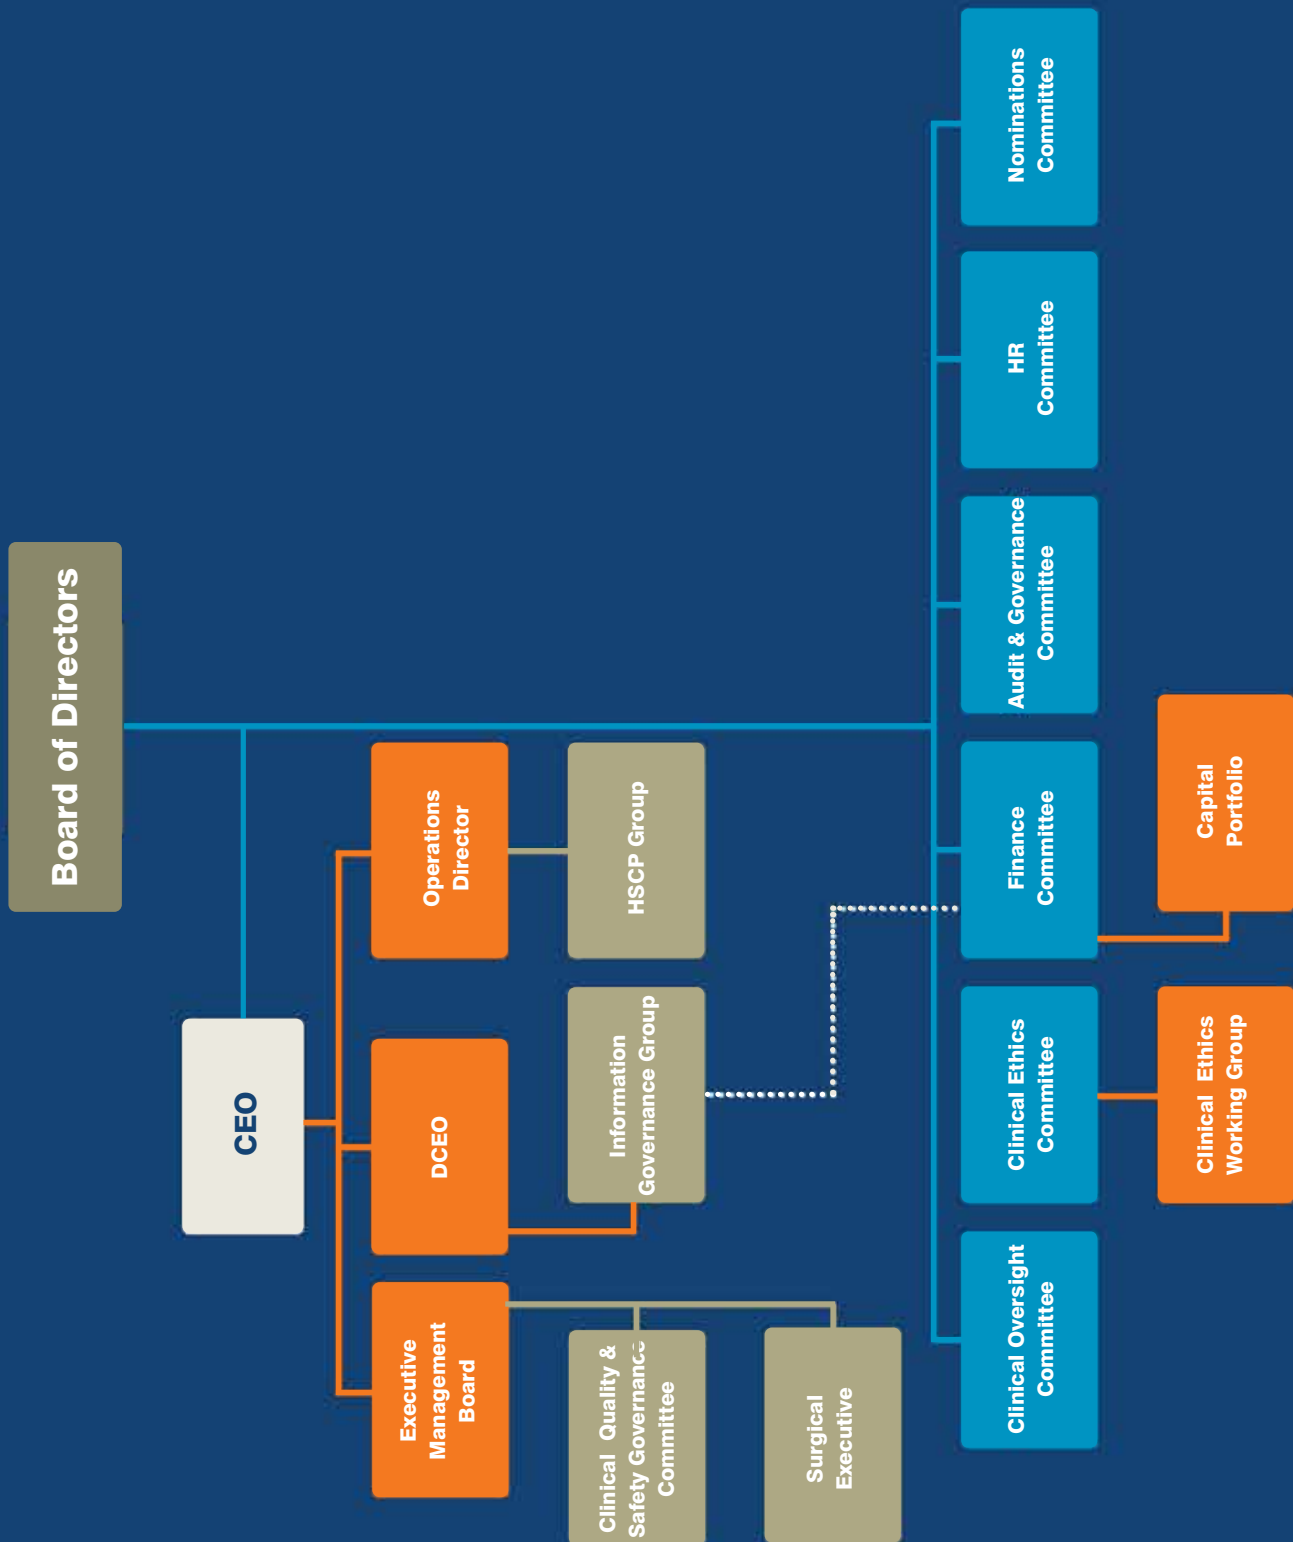 Board of Directors
CEO
Executive
Management
Board
DCEO
Operations
Director
Clinical Quality &
Safety Governance
Committee
Information
Governance Group
HSCP Group
Surgical
Executive
Clinical Oversight
Committee
Clinical Ethics
Committee
Finance
Committee
Audit & Governance
Committee
HR
Committee
Nominations
Committee
Clinical Ethics
Working Group
Capital
Portfolio